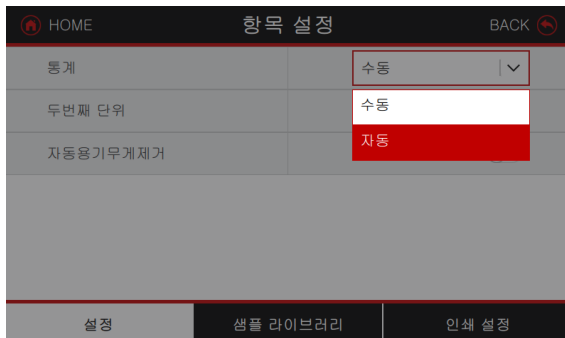 HOME
항목 설정
BACK
통계
수동
두번째 단위
수동
자동용기무게제거
자동
설정
샘플 라이브러리
인쇄 설정